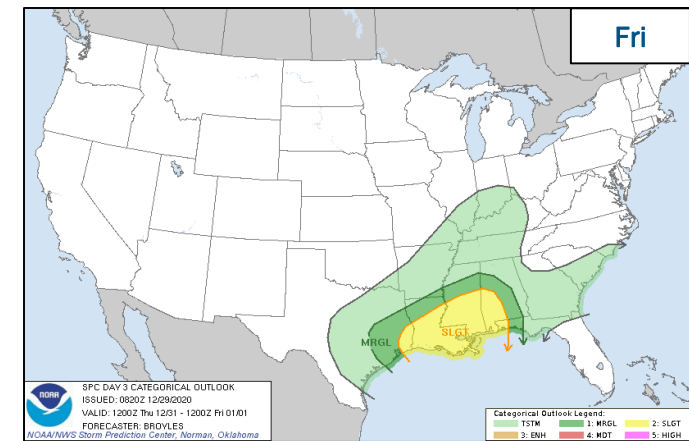 Fri
SLGT
MRGL
NOAA
SPC DAY 3 CATEGORICAL OUTLOOK
ISSUED: 0820Z 12/29/2020
VALID: 1200Z Thu 12/31 - 1200Z Fri 01/01
FORECASTER: BROYLES
NOAA/NWS Storm Prediction Center, Norman, Oklahoma
Categorical Outlook Legend:
TSTM 1: MRGL 2: SLGT
3: ENH 4: MDT 5: HIGH